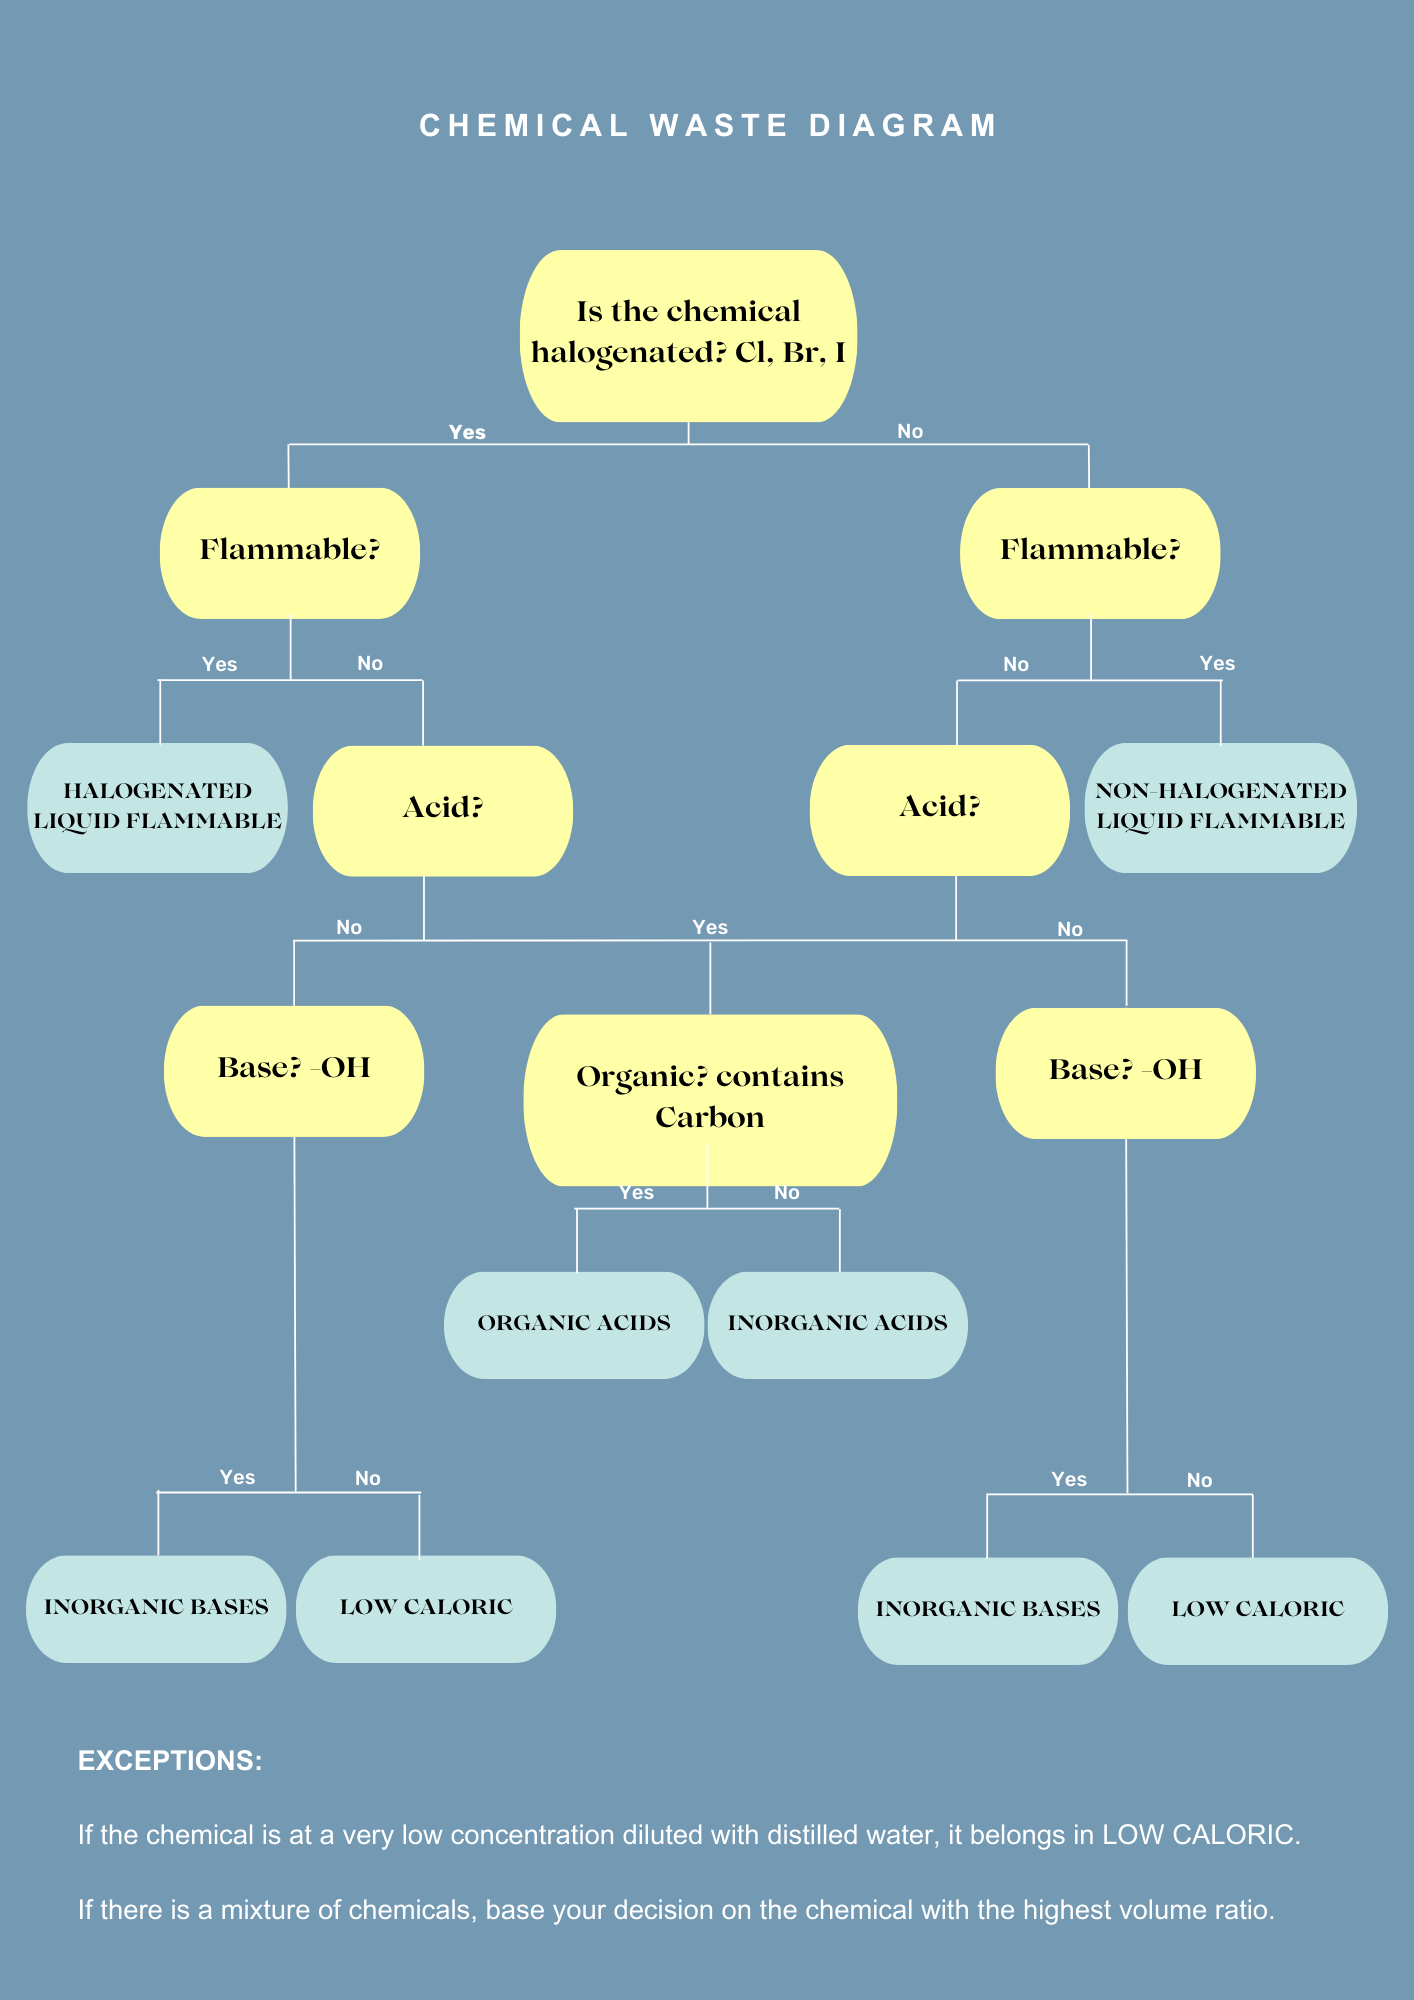 CHEMICAL WASTE DIAGRAM
Is the chemical
halogenated? Cl, Br, I
Yes
No
Flammable?
Flammable?
Yes
No
No
Yes
HALOGENATED
LIQUID FLAMMABLE
Acid?
Acid?
NON-HALOGENATED
LIQUID FLAMMABLE
No
Yes
No
Base? -OH
Organic? contains
Carbon
Base? -OH
Yes
No
ORGANIC ACIDS
INORGANIC ACIDS
Yes
No
Yes
No
INORGANIC BASES
LOW CALORIC
INORGANIC BASES
LOW CALORIC
EXCEPTIONS:
If the chemical is at a very low concentration diluted with distilled water, it belongs in LOW CALORIC.
If there is a mixture of chemicals, base your decision on the chemical with the highest volume ratio.